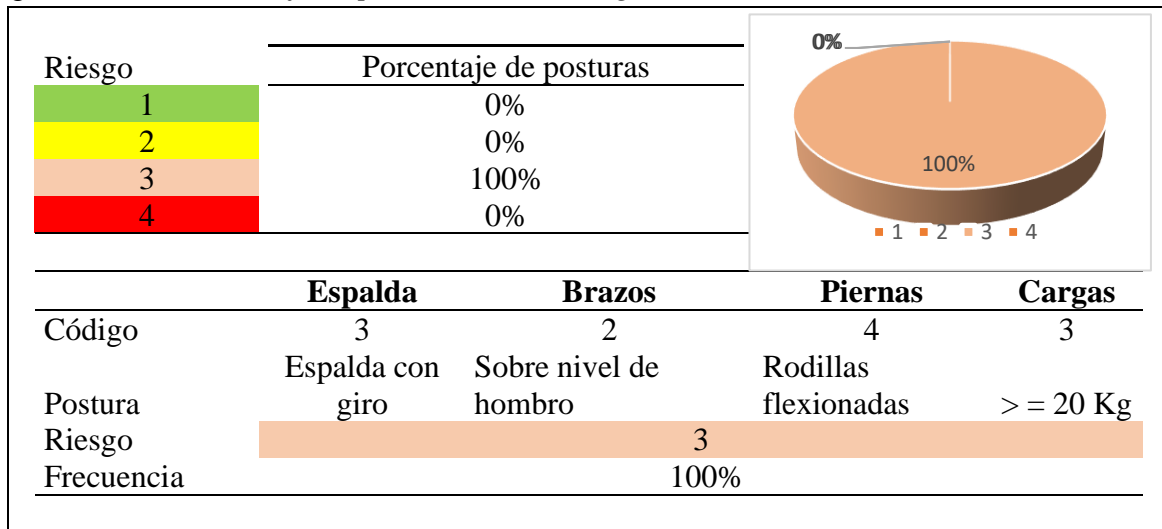 Riesgo Porcentaje de posturas
1 0%
2 0%
3 100%
4 0%
0%
100%
1 2 3 4
Espalda Brazos Piernas Cargas
Código 3 2 4 3
Espalda con Sobre nivel de Rodillas
Postura giro hombro flexionadas > = 20 Kg
Riesgo 3
Frecuencia 100%